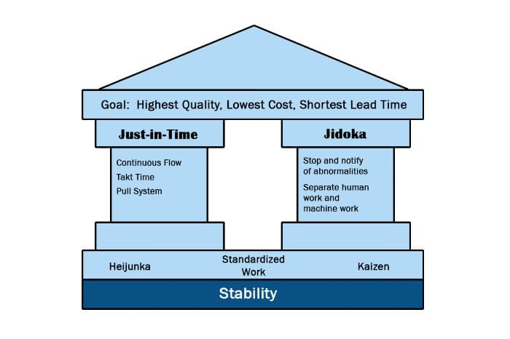 Goal:  Highest Quality, Lowest Cost, Shortest Lead Time
Just-in-Time
Continuous Flow
Takt Time
Pull System
Jidoka
Stop and notify
of abnormalities
Separate human
work and
machine work
Heijunka
Standardized
Work
Kaizen
Stability